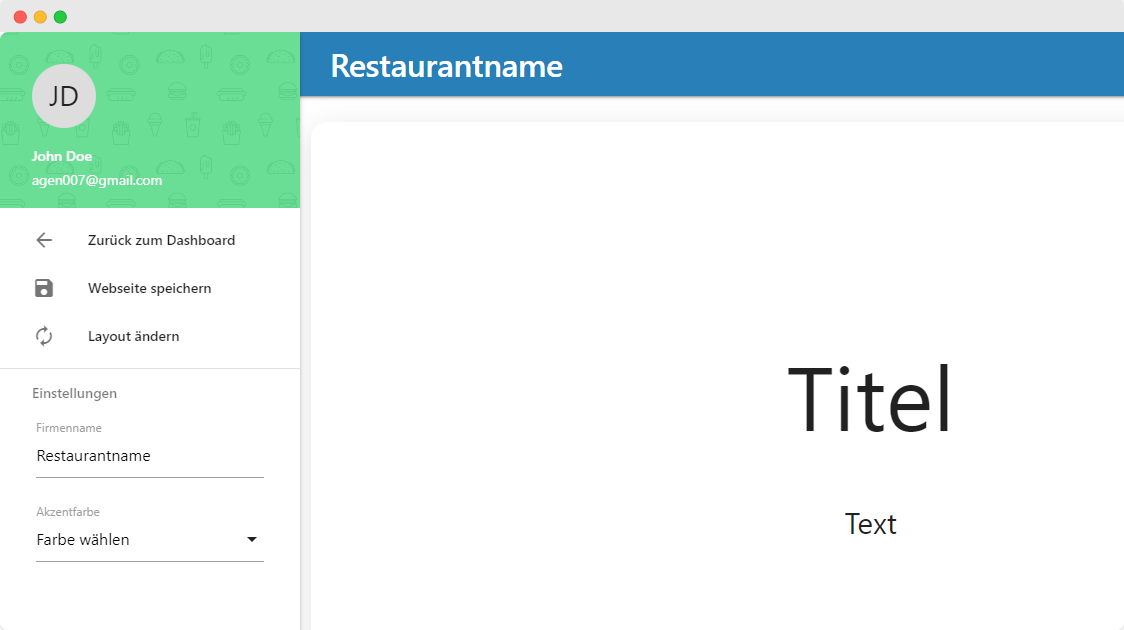 JD
John Doe
agen007@gmail.com
Zurück zum Dashboard
Webseite speichern
Layout ändern
Einstellungen
Firmenname
Restaurantname
Akzentfarbe
Farbe wählen
Restaurantname
Titel
Text